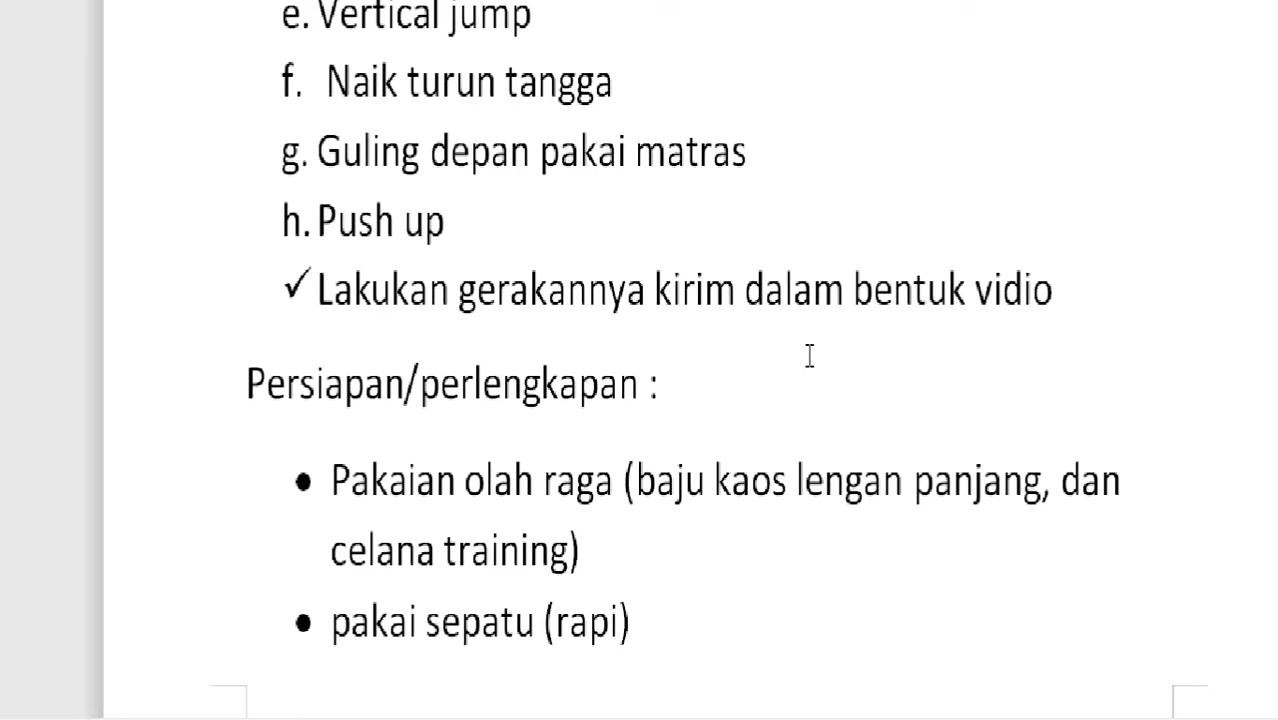 e. Vertical jump
f. Naik turun tangga
g. Guling depan pakai matras
h. Push up
✓ Lakukan gerakannya kirim dalam bentuk vidio
Persiapan/perlengkapan :
• Pakaian olah raga (baju kaos lengan panjang, dan
celana training)
• pakai sepatu (rapi)